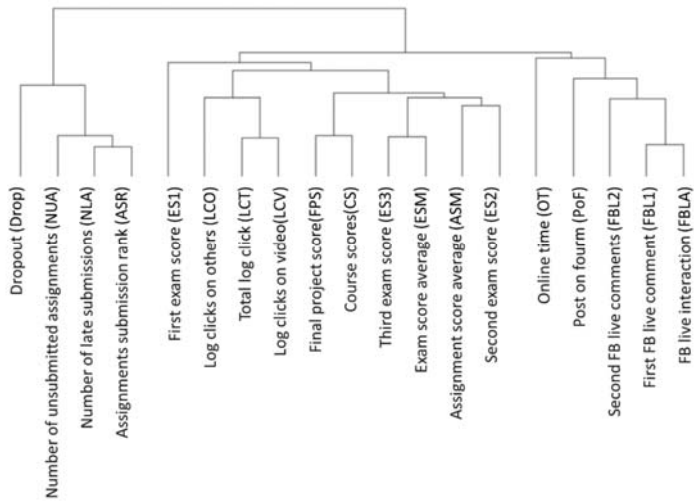 Dropout (Drop)
Number of unsubmitted assignments (NUA)
Number of late submissions (NLA)
Assignments submission rank (ASR)
First exam score (ES1)
Log clicks on others (LCO)
Total log click (LCT)
Log clicks on video(LCV)
Final project score(FPS)
Course scores(CS)
Third exam score (ES3)
Exam score average (ESM)
Assignment score average (ASM)
Second exam score (ES2)
Online time (OT)
Post on fourm (PoF)
Second FB live comments (FBL2)
First FB live comment (FBL1)
FB live interaction (FBLA)